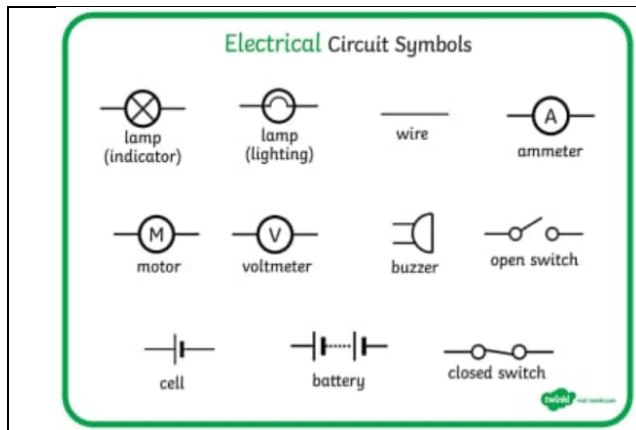 Electrical Circuit Symbols
lamp
(indicator)
lamp
(lighting)
wire
A
ammeter
M
motor
V
voltmeter
buzzer
open switch
cell
battery
closed switch
twinkl